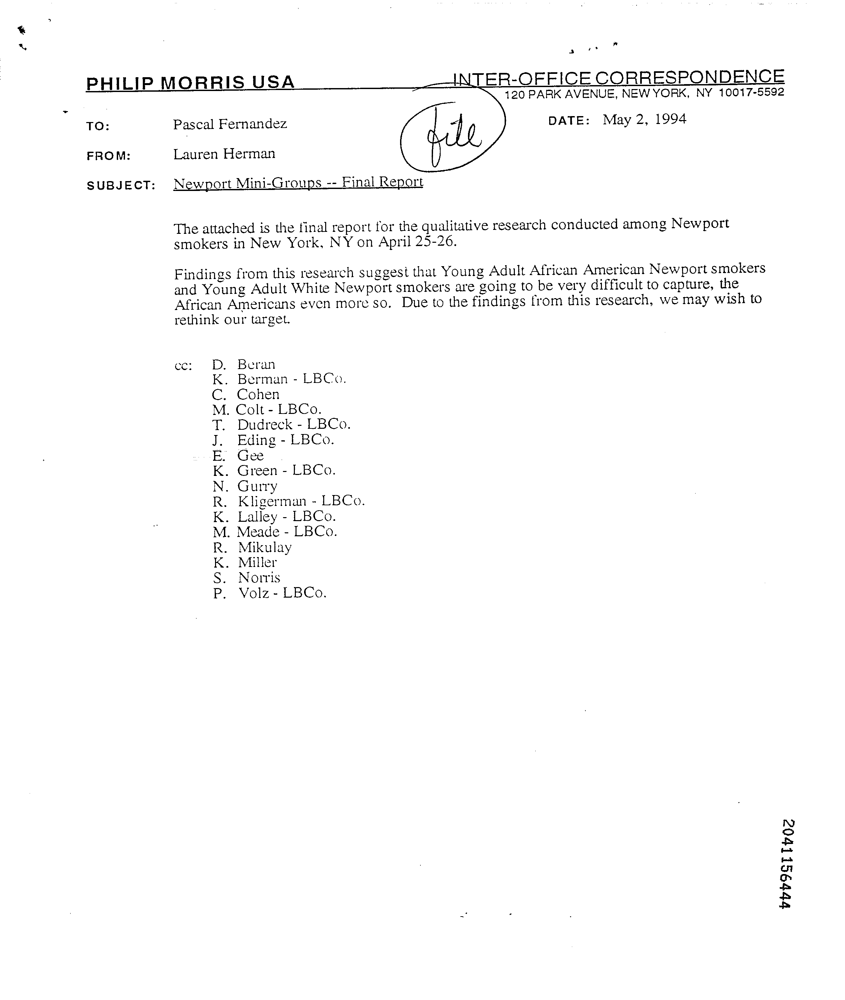 PHILIP MORRIS USA INTER-OFFICE CORRESPONDENCE
120 PARK AVENUE, NEW YORK, NY 10017-5592
TO: Pascal Fernandez file DATE: May 2, 1994
FROM: Lauren Herman
SUBJECT: Newport Mini-Groups -- Final Report
The attached is the final report for the qualitative research conducted among Newport
smokers in New York, NY on April 25-26.
Findings from this research suggest that Young Adult African American Newport smokers
and Young Adult White Newport smokers are going to be very difficult to capture, the
African Americans even more so. Due to the findings from this research, we may wish to
rethink our target.
cc: D. Beran
K. Berman - LBCo.
C. Cohen
M. Colt - LBCo.
T. Dudreck - LBCo.
J. Eding - LBCo.
E. Gee
K. Green - LBCo.
N. Gurry
R. Kligerman - LBCo.
K. Lalley - LBCo.
M. Meade - LBCo.
R. Mikulay
K. Miller
S. Norris
P. Volz - LBCo.
2041156444